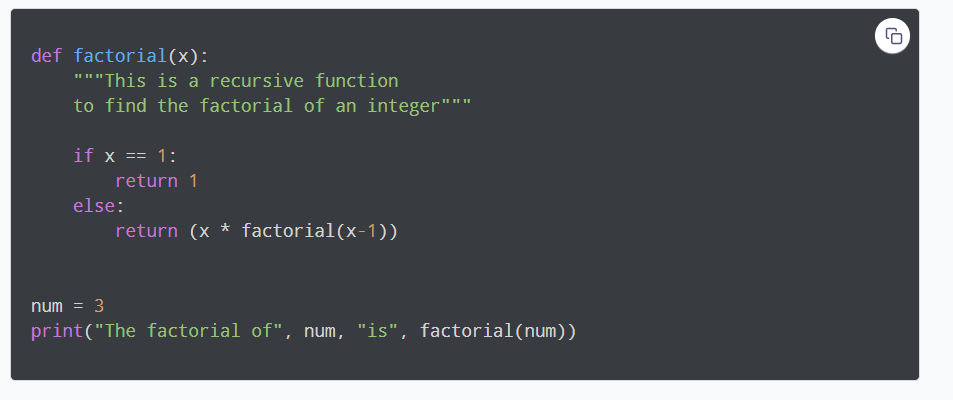 def factorial(x):
    """This is a recursive function
    to find the factorial of an integer"""

    if x == 1:
        return 1
    else:
        return (x * factorial(x-1))


num = 3
print("The factorial of", num, "is", factorial(num))